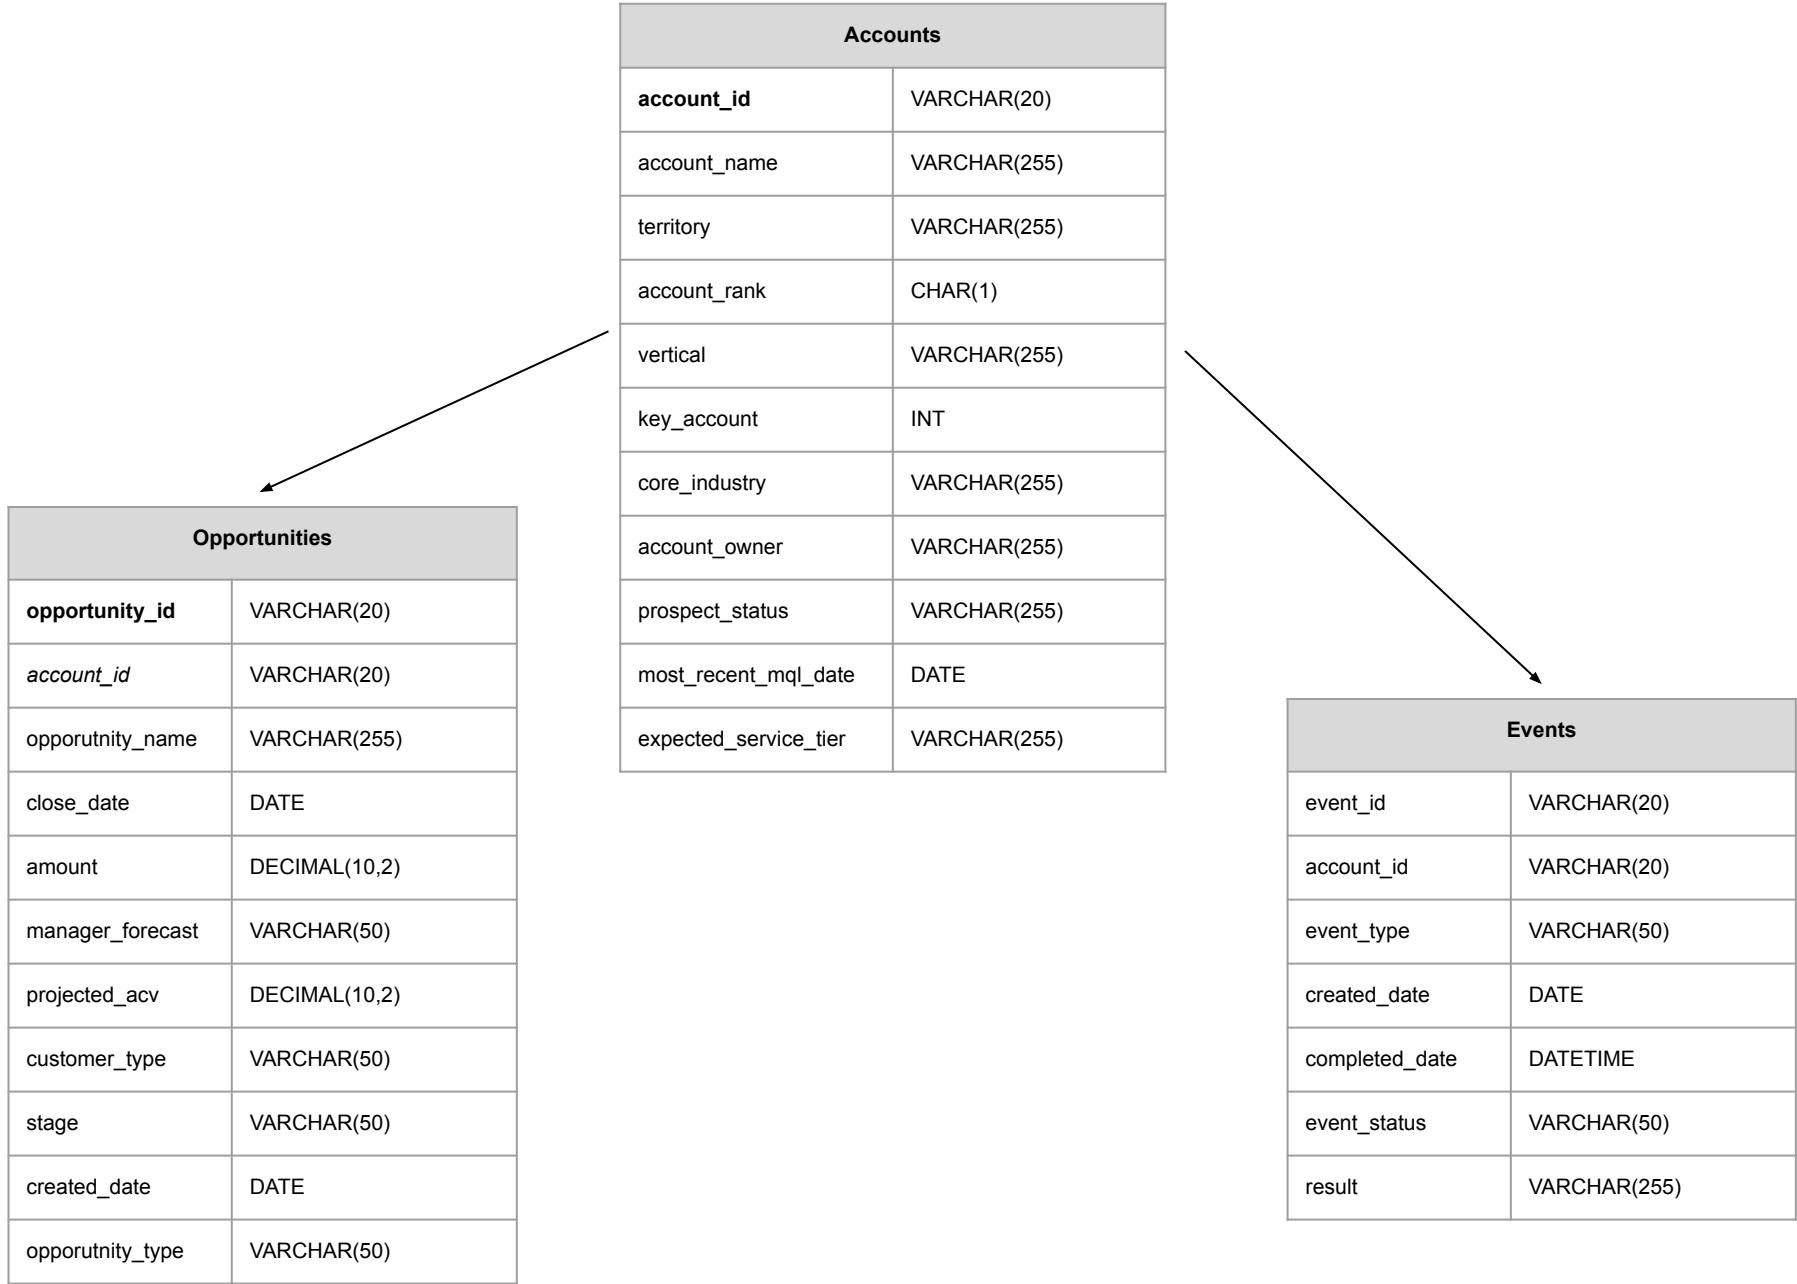 Accounts
account_id VARCHAR(20)
account_name VARCHAR(255)
territory VARCHAR(255)
account_rank CHAR(1)
vertical VARCHAR(255)
key_account INT
core_industry VARCHAR(255)
account_owner VARCHAR(255)
prospect_status VARCHAR(255)
most_recent_mql_date DATE
expected_service_tier VARCHAR(255)
Opportunities
opportunity_id VARCHAR(20)
account_id VARCHAR(20)
opporutnity_name VARCHAR(255)
close_date DATE
amount DECIMAL(10,2)
manager_forecast VARCHAR(50)
projected_acv DECIMAL(10,2)
customer_type VARCHAR(50)
stage VARCHAR(50)
created_date DATE
opporutnity_type VARCHAR(50)
Events
event_id VARCHAR(20)
account_id VARCHAR(20)
event_type VARCHAR(50)
created_date DATE
completed_date DATETIME
event_status VARCHAR(50)
result VARCHAR(255)